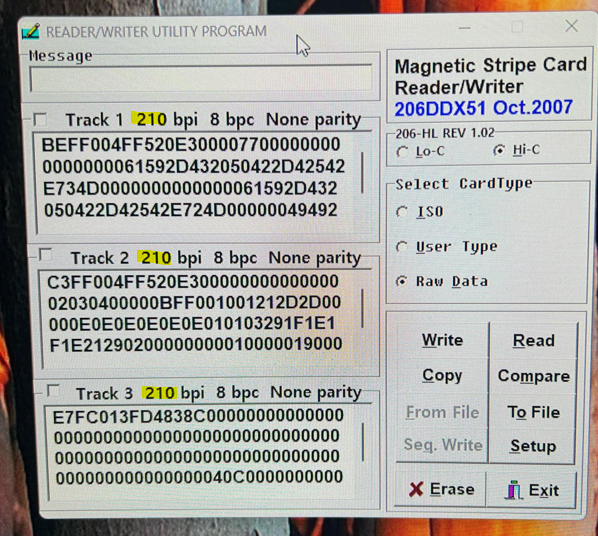 READER/WRITER UTILITY PROGRAM
Message
Track 1 210 bpi 8 bpc None parity
BEFF004FF520E300007700000000
0000000061592D432050422D42542
E734D0000000000000061592D432
050422D42542E724D00000049492
Track 2 210 bpi 8 bpc None parity
C3FF004FF520E300000000000000
02030400000BFF001001212D2D00
000E0E0E0E0E0E010103291F1E1
F1E21290200000000010000019000
Track 3 210 bpi 8 bpc None parity
E7FC013FD4838C00000000000000
0000000000000000000000000000
0000000000000000000000000000
000000000000000040C0000000000
Magnetic Stripe Card
Reader/Writer
206DDX51 Oct.2007
206-HL REV 1.02
Lo-C
Hi-C
Select CardType
ISO
User Type
Raw Data
Write
Read
Copy
Compare
From File
To File
Seq. Write
Setup
Erase
Exit